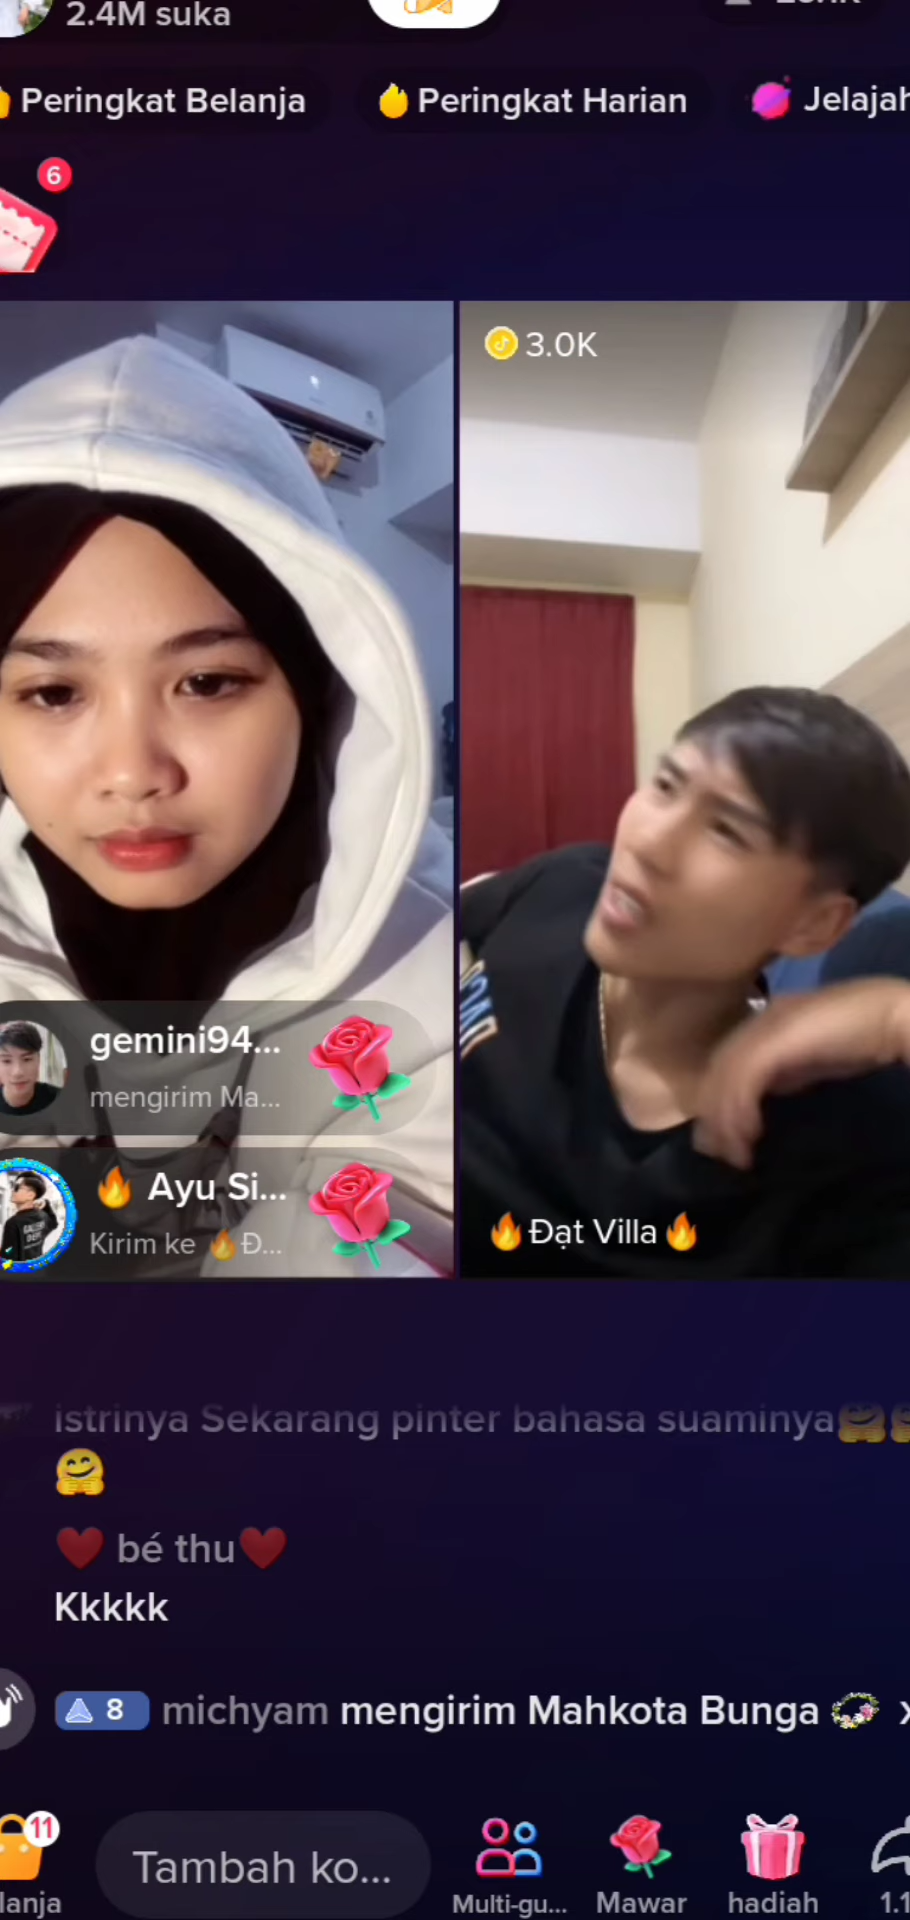 2.4M suka
Peringkat Belanja
Peringkat Harian
Jelajah
6
3.0K
gemini94...
mengirim Ma...
🔥 Ayu Si...
Kirim ke 🔥Đ...
🔥Đạt Villa🔥
istrinya Sekarang pinter bahasa suaminya🤗🤗
🤗
❤️ bé thu❤️
Kkkkk
8 michyam mengirim Mahkota Bunga x
11
Tambah ko...
lanja
Multi-gu...
Mawar
hadiah
1.1